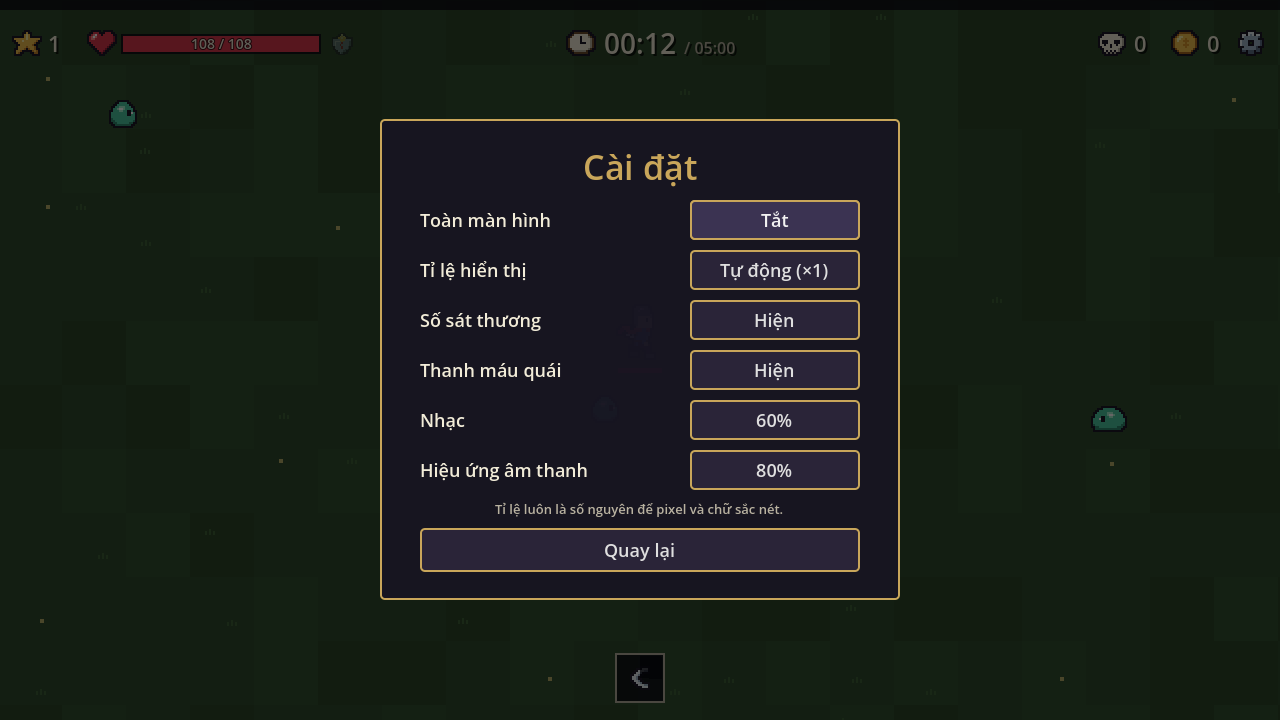 1
108 / 108
00:12 / 05:00
0
0
Cài đặt
Toàn màn hình
Tắt
Tỉ lệ hiển thị
Tự động (×1)
Số sát thương
Hiện
Thanh máu quái
Hiện
Nhạc
60%
Hiệu ứng âm thanh
80%
Tỉ lệ luôn là số nguyên để pixel và chữ sắc nét.
Quay lại